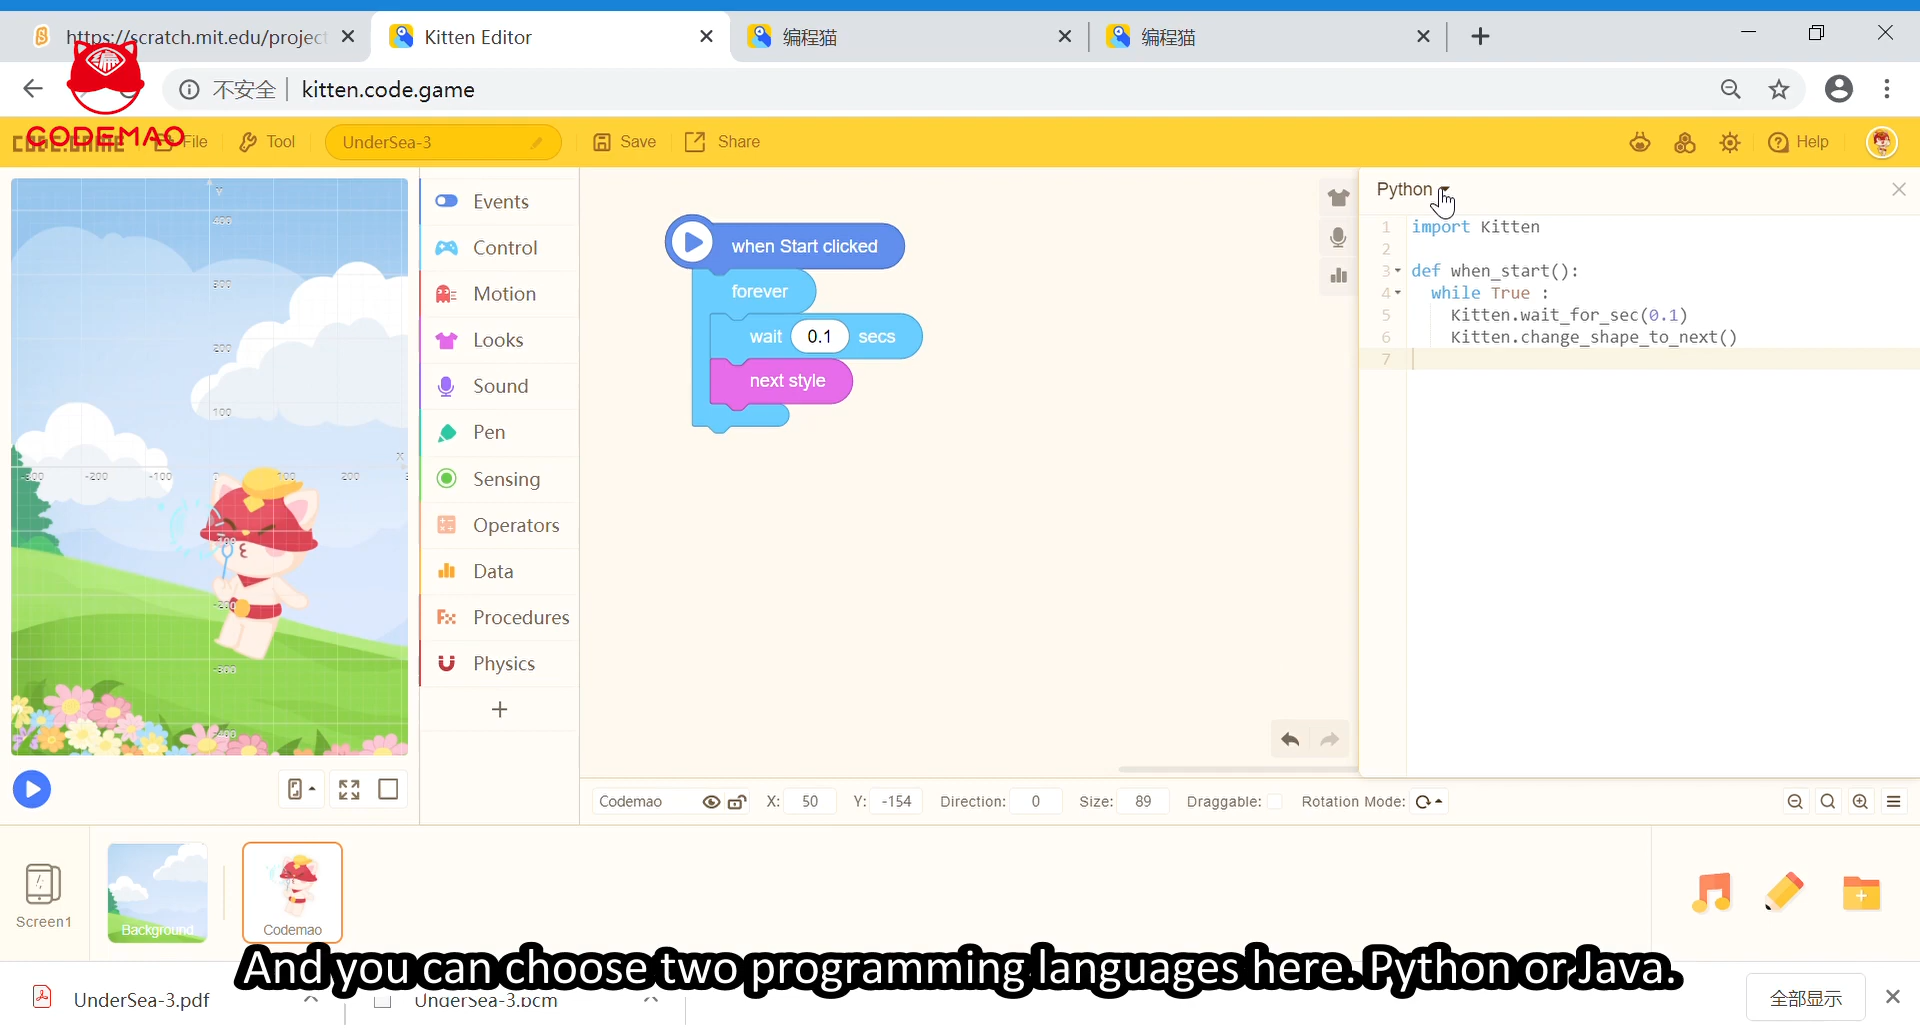 https://scratch.mit.edu/project
Kitten Editor
编程猫
编程猫
不安全
kitten.code.game
CODEMAO
File
Tool
UnderSea-3
Save
Share
Help
Events
Control
Motion
Looks
Sound
Pen
Sensing
Operators
Data
Procedures
Physics
when Start clicked
forever
wait 0.1 secs
next style
Python
1 import Kitten
2
3 def when_start():
4 while True :
5 Kitten.wait_for_sec(0.1)
6 Kitten.change_shape_to_next()
7
Y
400
300
200
100
X
-300 -200 -100 100 200
-200
-300
-400
Codemao
X: 50
Y: -154
Direction: 0
Size: 89
Draggable:
Rotation Mode:
Screen1
Background
Codemao
And you can choose two programming languages here. Python or Java.
UnderSea-3.pdf
UnderSea-3.bcm
全部显示